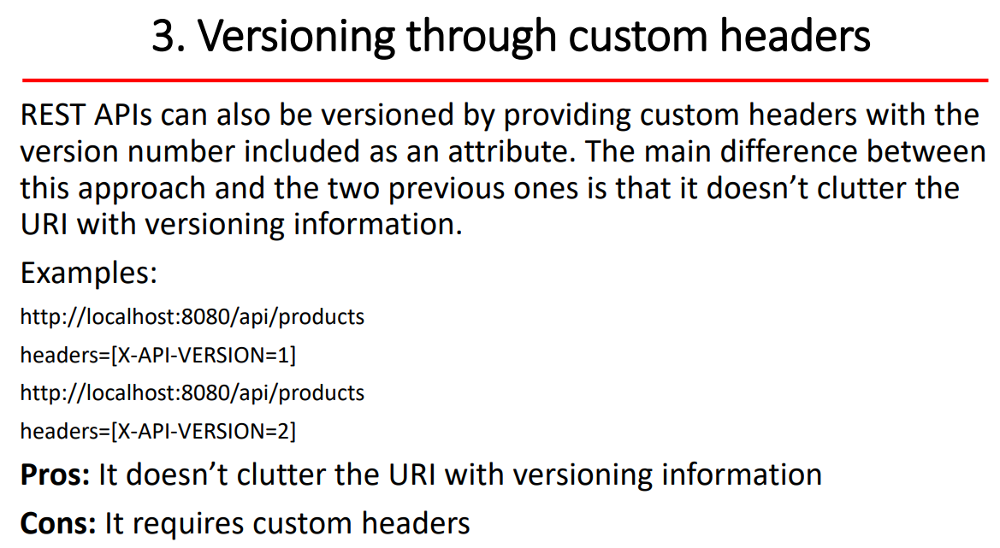 3. Versioning through custom headers
REST APIs can also be versioned by providing custom headers with the
version number included as an attribute. The main difference between
this approach and the two previous ones is that it doesn’t clutter the
URI with versioning information.
Examples:
http://localhost:8080/api/products
headers=[X-API-VERSION=1]
http://localhost:8080/api/products
headers=[X-API-VERSION=2]
Pros: It doesn’t clutter the URI with versioning information
Cons: It requires custom headers